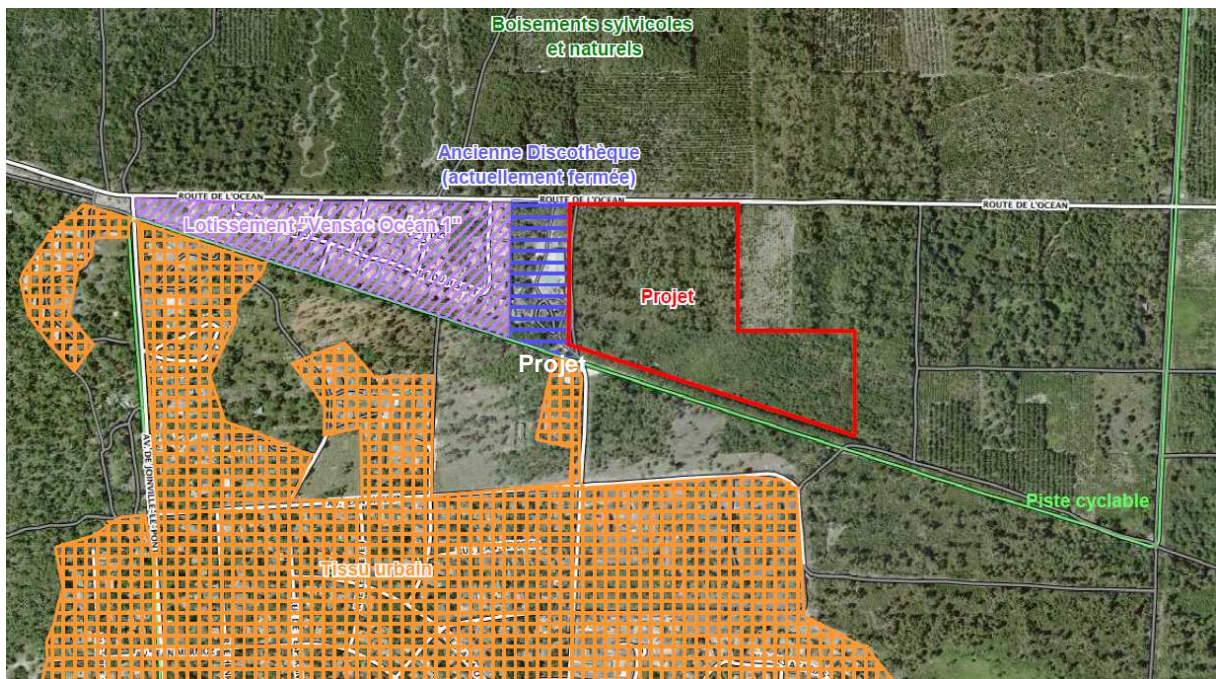 Boisements sylvicoles
et naturels
Ancienne Discothèque
(actuellement fermée)
ROUTE DE L'OCEAN
ROUTE DE L'OCEAN
ROUTE DE L'OCEAN
Lotissement "Vensac Océan 1"
Projet
Projet
AV. DE JOINVILLE-LE-PONT
Piste cyclable
Tissu urbain